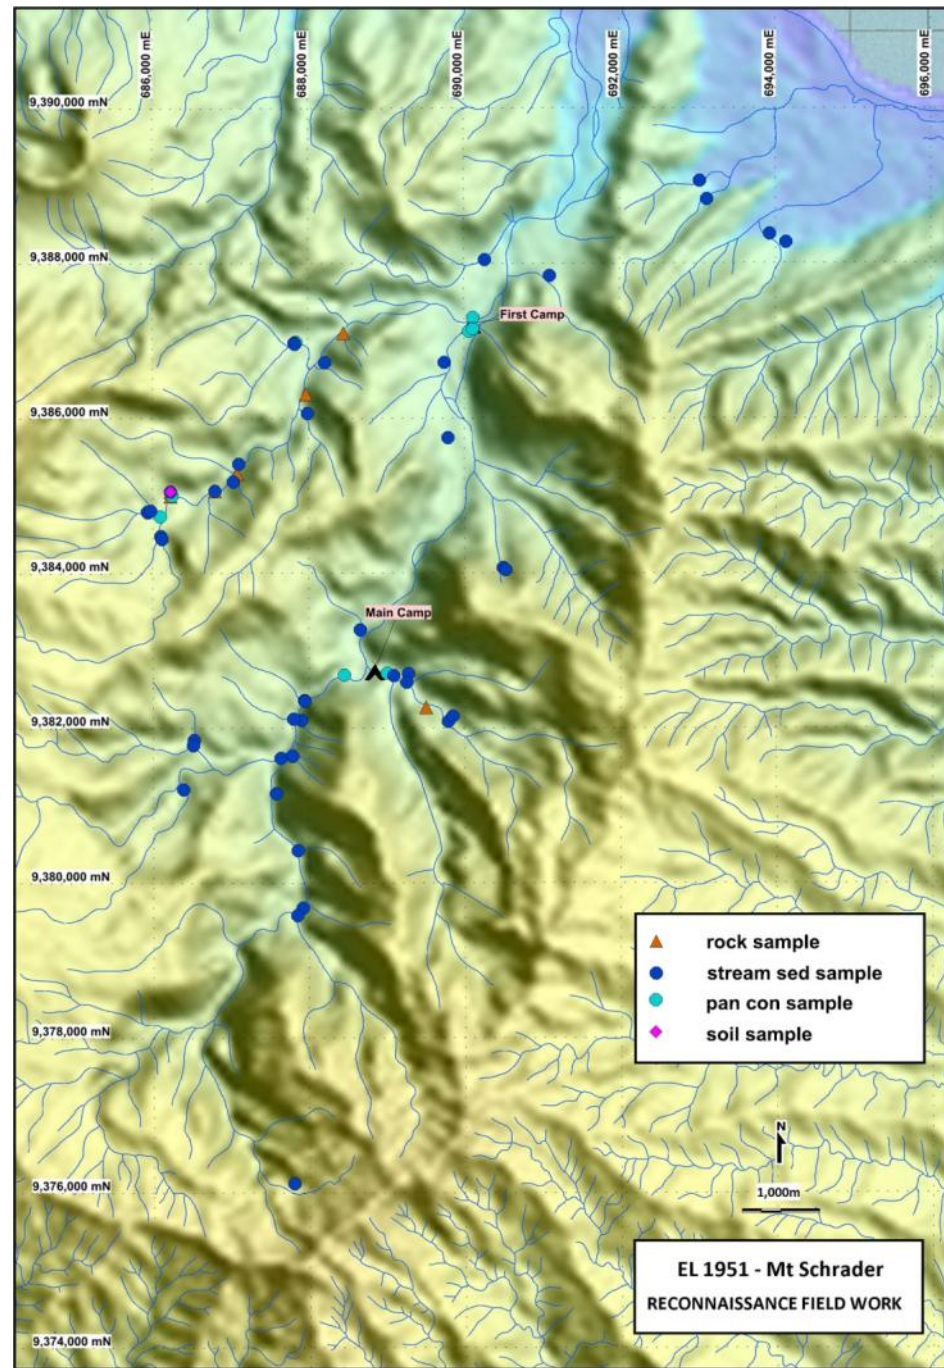 686,000 mE
688,000 mE
690,000 mE
692,000 mE
694,000 mE
696,000 mE
9,390,000 mN
9,388,000 mN
First Camp
9,386,000 mN
9,384,000 mN
Main Camp
9,382,000 mN
9,380,000 mN
rock sample
stream sed sample
pan con sample
soil sample
9,378,000 mN
N
9,376,000 mN
1,000m
EL 1951 - Mt Schrader
RECONNAISSANCE FIELD WORK
9,374,000 mN